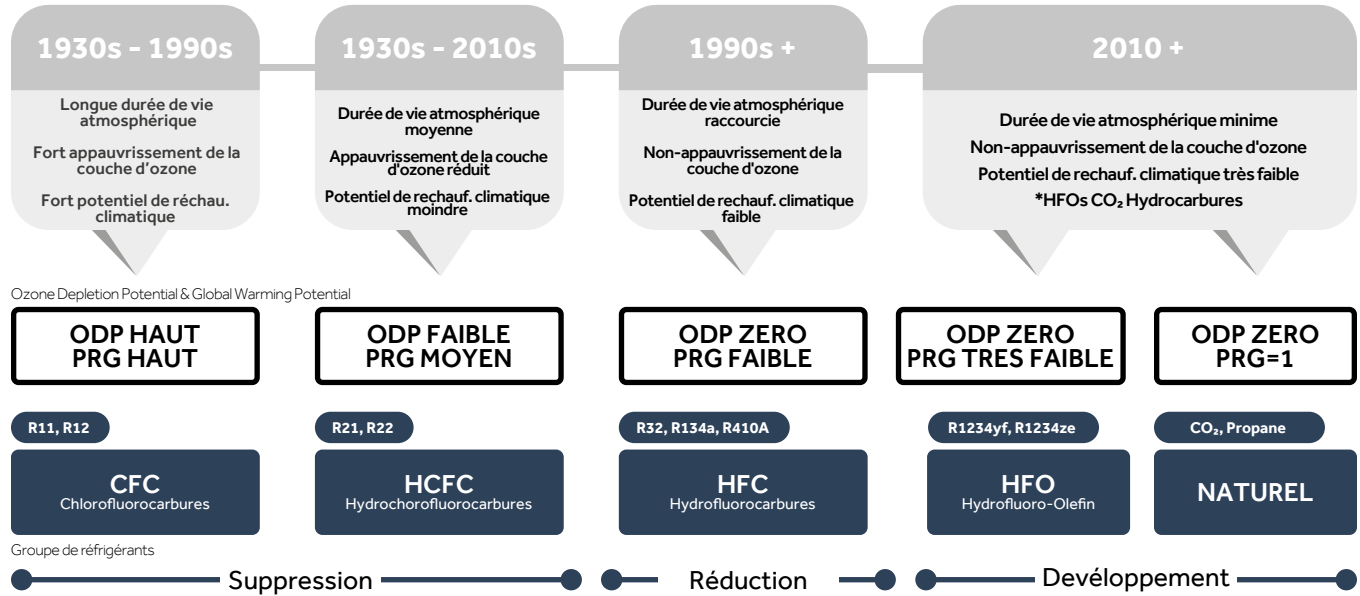 1930s - 1990s
Longue durée de vie
atmosphérique
Fort appauvrissement de la
couche d'ozone
Fort potentiel de réchau.
climatique
1930s - 2010s
Durée de vie atmosphérique
moyenne
Appauvrissement de la couche
d'ozone réduit
Potentiel de rechauf. climatique
moindre
1990s +
Durée de vie atmosphérique
raccourcie
Non-appauvrissement de la
couche d'ozone
Potentiel de rechauf. climatique
faible
2010 +
Durée de vie atmosphérique minime
Non-appauvrissement de la couche d'ozone
Potentiel de rechauf. climatique très faible
*HFOs CO₂ Hydrocarbures
Ozone Depletion Potential & Global Warming Potential
ODP HAUT
PRG HAUT
ODP FAIBLE
PRG MOYEN
ODP ZERO
PRG FAIBLE
ODP ZERO
PRG TRES FAIBLE
ODP ZERO
PRG=1
R11, R12
R21, R22
R32, R134a, R410A
R1234yf, R1234ze
CO₂, Propane
CFC
Chlorofluorocarbures
HCFC
Hydrochorofluorocarbures
HFC
Hydrofluorocarbures
HFO
Hydrofluoro-Olefin
NATUREL
Groupe de réfrigérants
Suppression
Réduction
Devéloppement